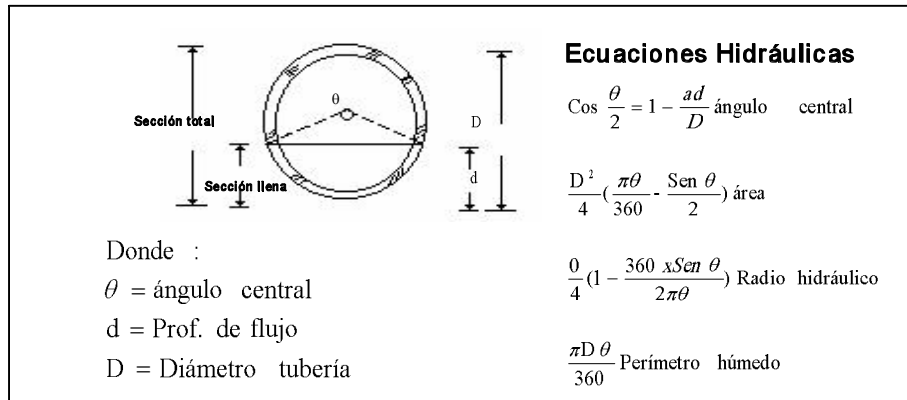 Ecuaciones Hidráulicas
θ
Sección total
D
Sección llena
d
Cos θ/2 = 1 − ad/D ángulo central
D²/4 (πθ/360 - Sen θ/2) área
0/4 (1 − 360 xSen θ/2πθ) Radio hidráulico
πD θ/360 Perímetro húmedo
Donde :
θ = ángulo central
d = Prof. de flujo
D = Diámetro tubería